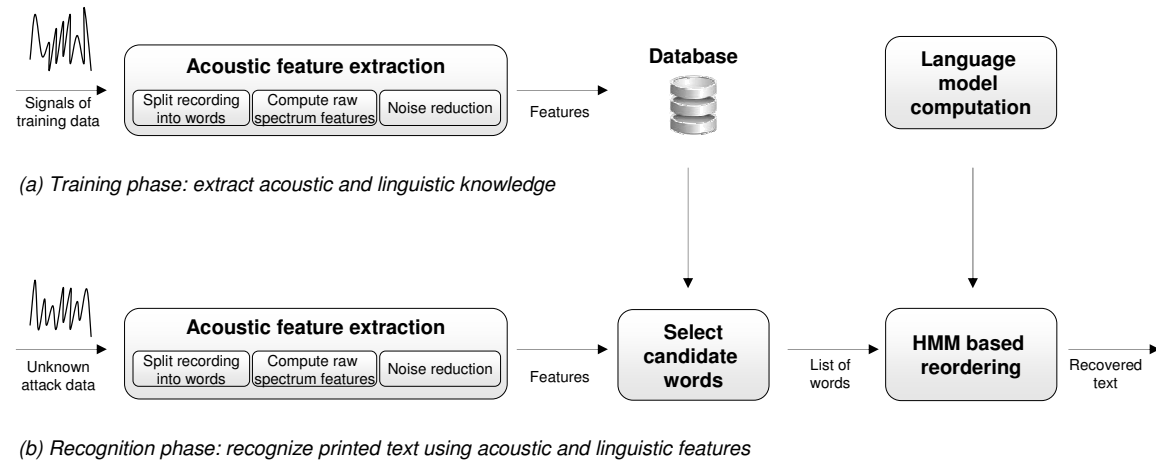 Acoustic feature extraction
Split recording
into words
Compute raw
spectrum features
Noise reduction
Signals of
training data
Features
Database
Language
model
computation
(a) Training phase: extract acoustic and linguistic knowledge
Acoustic feature extraction
Split recording
into words
Compute raw
spectrum features
Noise reduction
Unknown
attack data
Features
Select
candidate
words
List of
words
HMM based
reordering
Recovered
text
(b) Recognition phase: recognize printed text using acoustic and linguistic features